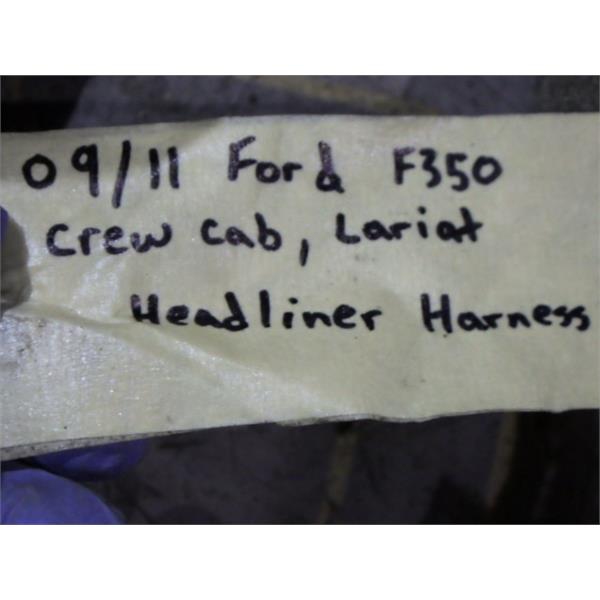 09/11 Ford F350
Crew Cab, Lariat
Headliner Harness